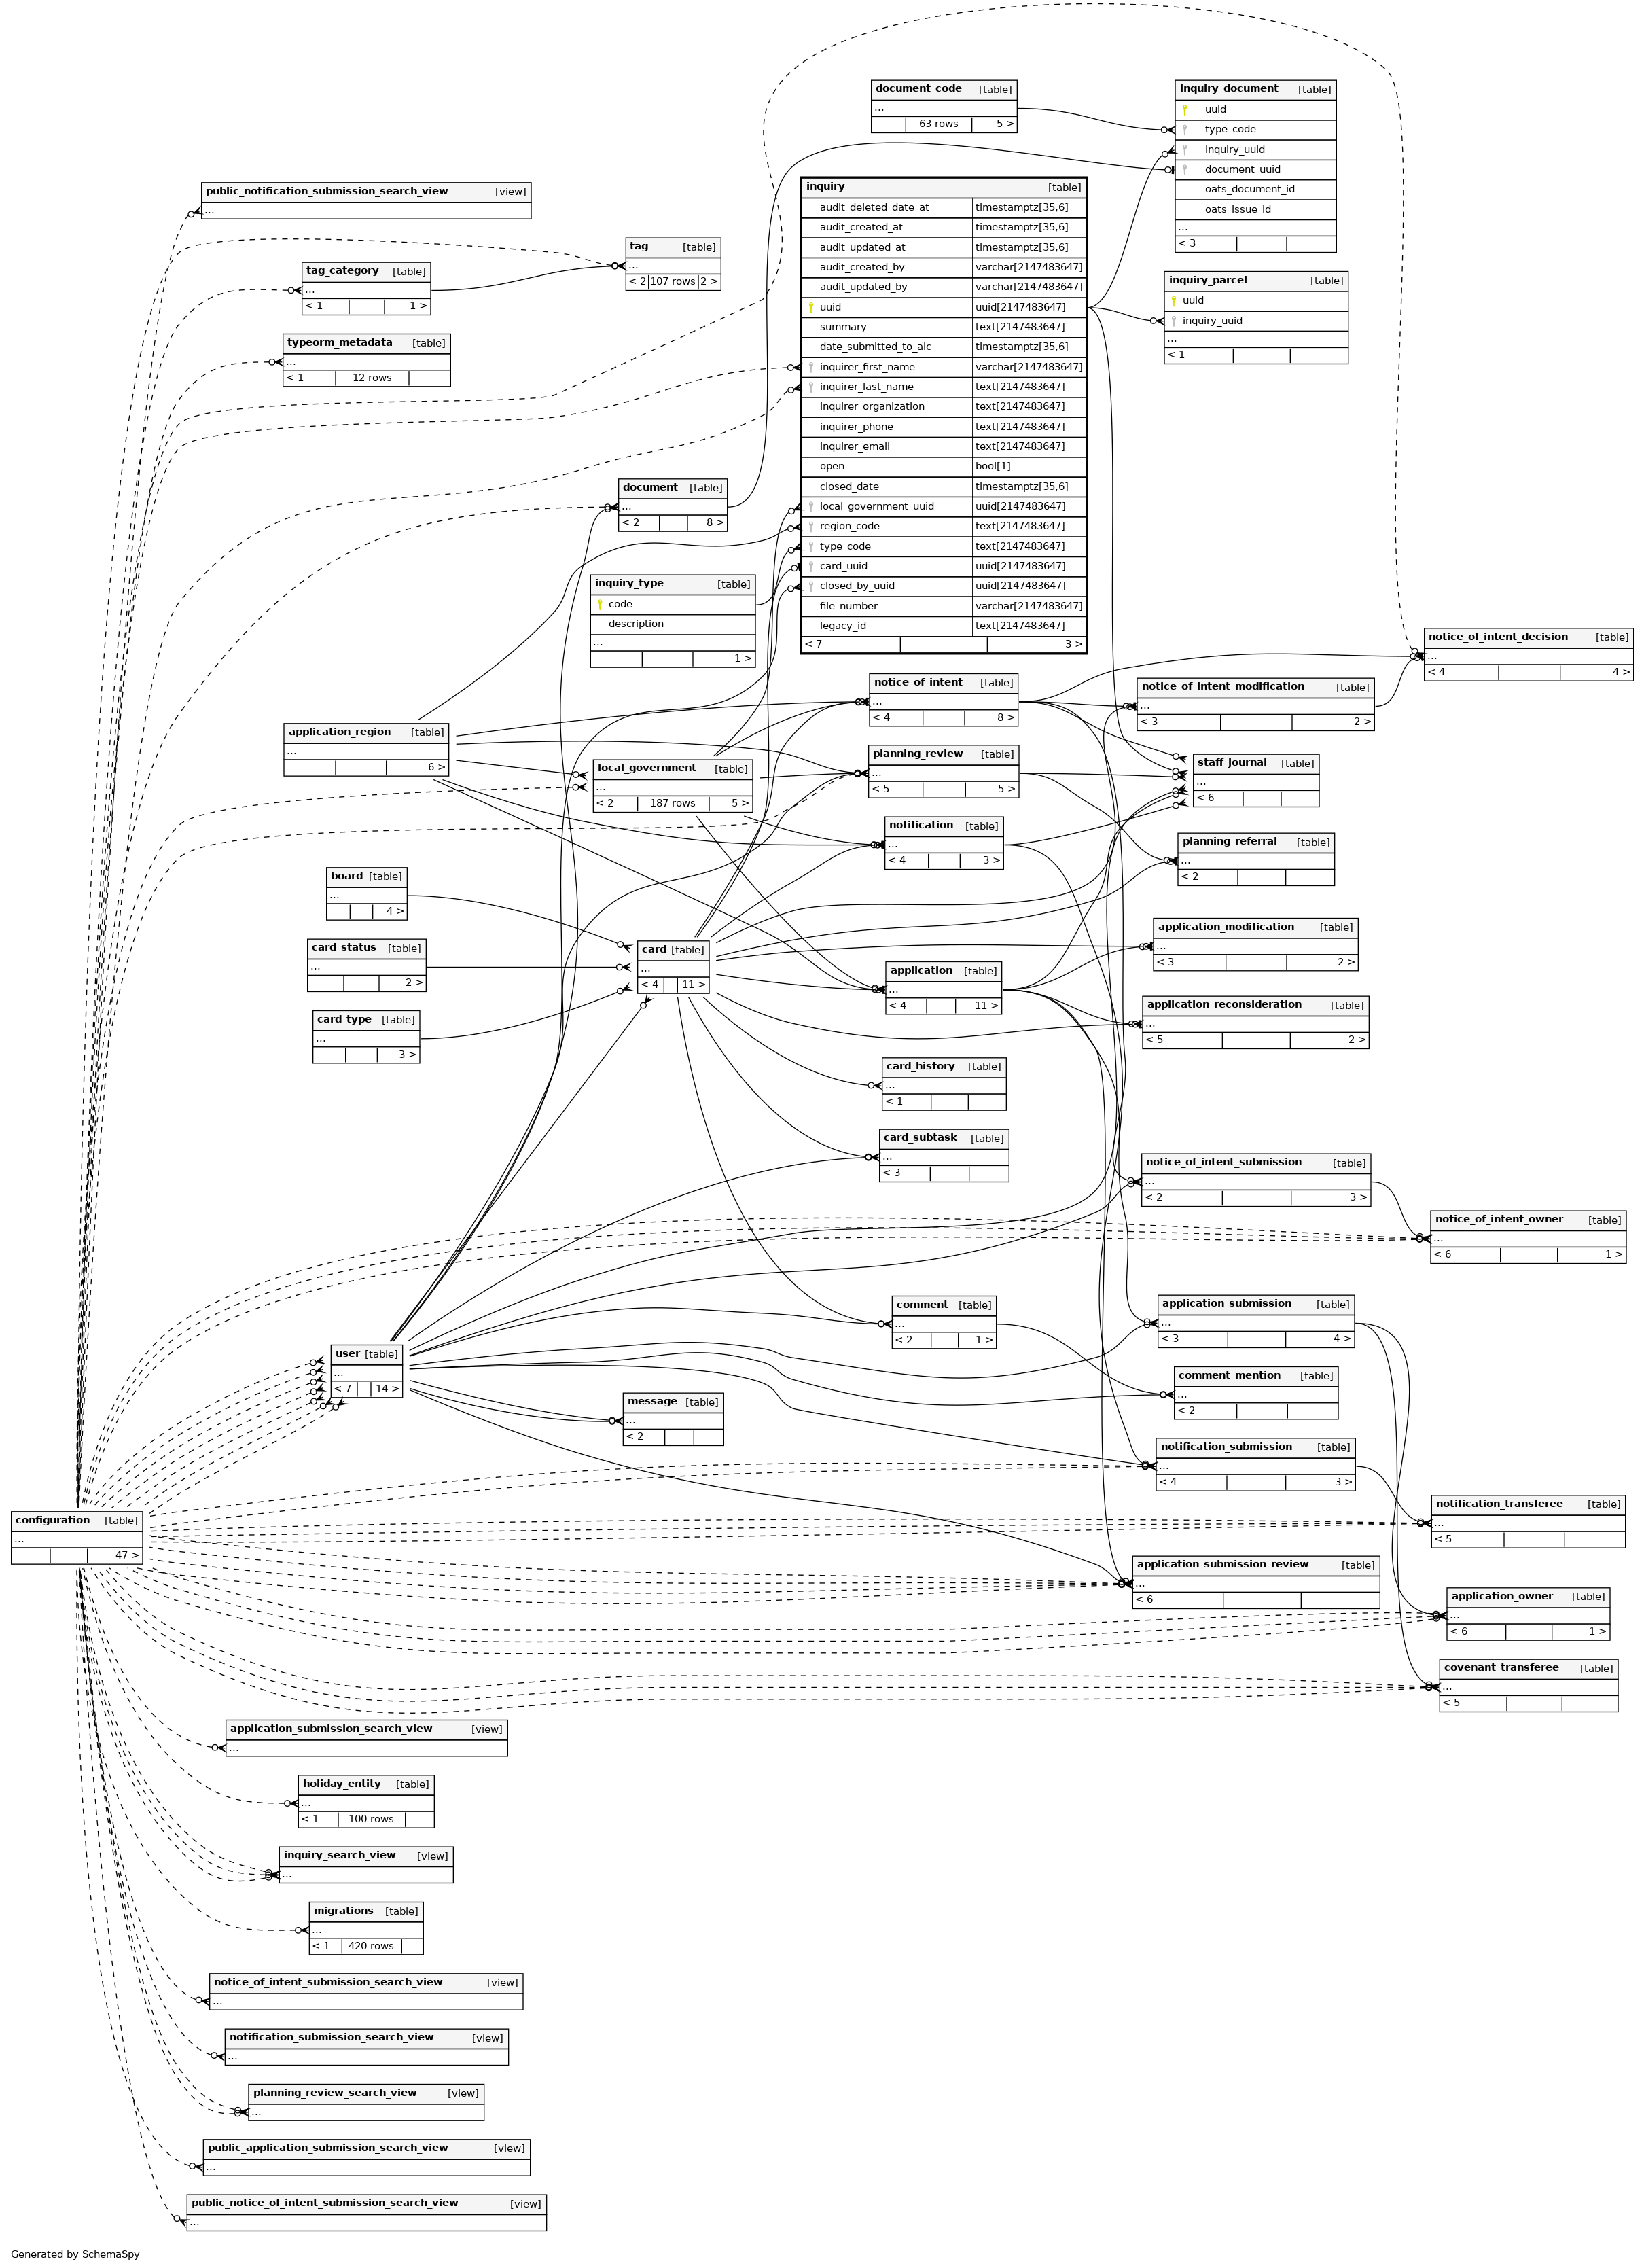 document_code [table]
...
63 rows 5 >
inquiry_document [table]
uuid
type_code
inquiry_uuid
document_uuid
oats_document_id
oats_issue_id
...
< 3
public_notification_submission_search_view [view]
...
inquiry [table]
audit_deleted_date_at timestamptz[35,6]
audit_created_at timestamptz[35,6]
audit_updated_at timestamptz[35,6]
audit_created_by varchar[2147483647]
audit_updated_by varchar[2147483647]
uuid uuid[2147483647]
summary text[2147483647]
date_submitted_to_alc timestamptz[35,6]
inquirer_first_name varchar[2147483647]
inquirer_last_name text[2147483647]
inquirer_organization text[2147483647]
inquirer_phone text[2147483647]
inquirer_email text[2147483647]
open bool[1]
closed_date timestamptz[35,6]
local_government_uuid uuid[2147483647]
region_code text[2147483647]
type_code text[2147483647]
card_uuid uuid[2147483647]
closed_by_uuid uuid[2147483647]
file_number varchar[2147483647]
legacy_id text[2147483647]
< 7 3 >
tag [table]
...
< 2 107 rows 2 >
tag_category [table]
...
< 1 1 >
inquiry_parcel [table]
uuid
inquiry_uuid
...
< 1
typeorm_metadata [table]
...
< 1 12 rows
document [table]
...
< 2 8 >
inquiry_type [table]
code
description
...
1 >
notice_of_intent_decision [table]
...
< 4 4 >
notice_of_intent [table]
...
< 4 8 >
notice_of_intent_modification [table]
...
< 3 2 >
application_region [table]
...
6 >
planning_review [table]
...
< 5 5 >
local_government [table]
...
< 2 187 rows 5 >
staff_journal [table]
...
< 6
notification [table]
...
< 4 3 >
planning_referral [table]
...
< 2
board [table]
...
4 >
application_modification [table]
...
< 3 2 >
card_status [table]
...
2 >
card [table]
...
< 4 11 >
application [table]
...
< 4 11 >
application_reconsideration [table]
...
< 5 2 >
card_type [table]
...
3 >
card_history [table]
...
< 1
card_subtask [table]
...
< 3
notice_of_intent_submission [table]
...
< 2 3 >
notice_of_intent_owner [table]
...
< 6 1 >
comment [table]
...
< 2 1 >
application_submission [table]
...
< 3 4 >
user [table]
...
< 7 14 >
comment_mention [table]
...
< 2
message [table]
...
< 2
notification_submission [table]
...
< 4 3 >
notification_transferee [table]
...
< 5
configuration [table]
...
47 >
application_submission_review [table]
...
< 6
application_owner [table]
...
< 6 1 >
covenant_transferee [table]
...
< 5
application_submission_search_view [view]
...
holiday_entity [table]
...
< 1 100 rows
inquiry_search_view [view]
...
migrations [table]
...
< 1 420 rows
notice_of_intent_submission_search_view [view]
...
notification_submission_search_view [view]
...
planning_review_search_view [view]
...
public_application_submission_search_view [view]
...
public_notice_of_intent_submission_search_view [view]
...
Generated by SchemaSpy